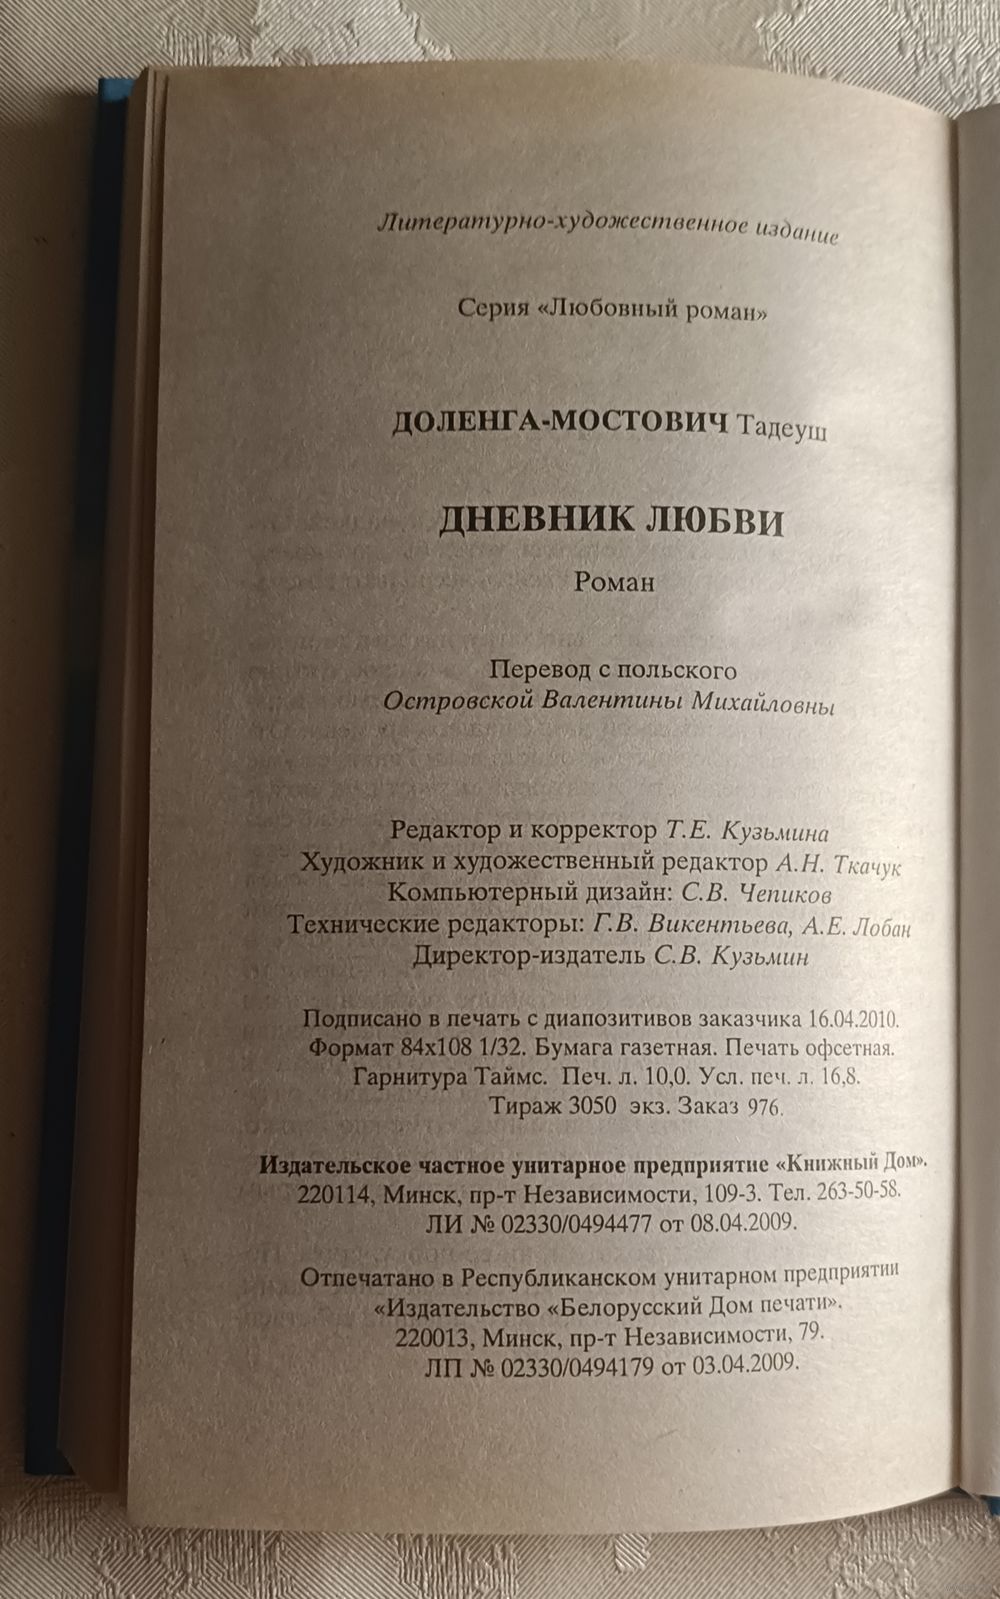 Литературно-художественное издание
Серия «Любовный роман»
ДОЛЕНГА-МОСТОВИЧ Тадеуш
ДНЕВНИК ЛЮБВИ
Роман
Перевод с польского
Островской Валентины Михайловны
Редактор и корректор Т.Е. Кузьмина
Художник и художественный редактор А.Н. Ткачук
Компьютерный дизайн: С.В. Чепиков
Технические редакторы: Г.В. Викентьева, А.Е. Лобан
Директор-издатель С.В. Кузьмин
Подписано в печать с диапозитивов заказчика 16.04.2010.
Формат 84х108 1/32. Бумага газетная. Печать офсетная.
Гарнитура Таймс. Печ. л. 10,0. Усл. печ. л. 16,8.
Тираж 3050 экз. Заказ 976.
Издательское частное унитарное предприятие «Книжный Дом».
220114, Минск, пр-т Независимости, 109-3. Тел. 263-50-58.
ЛИ № 02330/0494477 от 08.04.2009.
Отпечатано в Республиканском унитарном предприятии
«Издательство «Белорусский Дом печати».
220013, Минск, пр-т Независимости, 79.
ЛП № 02330/0494179 от 03.04.2009.